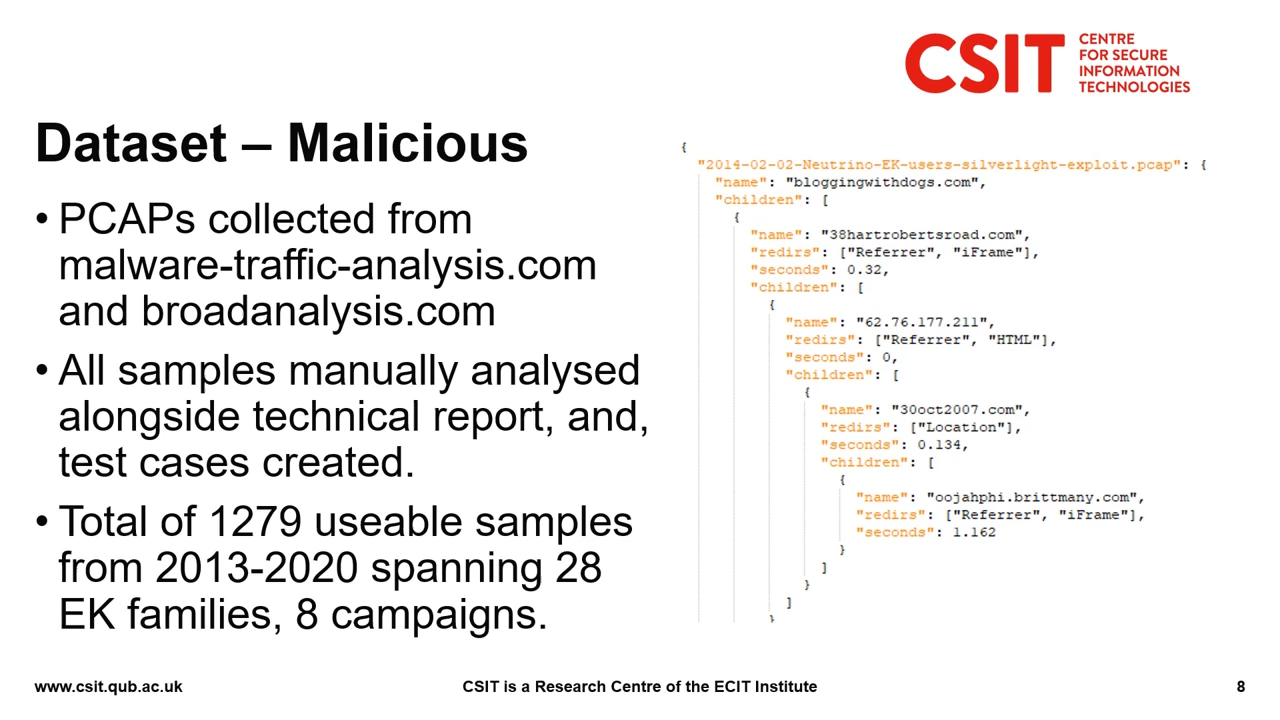 CSIT
CENTRE
FOR SECURE
INFORMATION
TECHNOLOGIES
Dataset – Malicious
• PCAPs collected from
malware-traffic-analysis.com
and broadanalysis.com
• All samples manually analysed
alongside technical report, and,
test cases created.
• Total of 1279 useable samples
from 2013-2020 spanning 28
EK families, 8 campaigns.
{
"2014-02-02-Neutrino-EK-users-silverlight-exploit.pcap": {
"name": "bloggingwithdogs.com",
"children": [
{
"name": "38hartrobertsroad.com",
"redirs": ["Referrer", "iFrame"],
"seconds": 0.32,
"children": [
{
"name": "62.76.177.211",
"redirs": ["Referrer", "HTML"],
"seconds": 0,
"children": [
{
"name": "30oct2007.com",
"redirs": ["Location"],
"seconds": 0.134,
"children": [
{
"name": "oojahphi.brittmany.com",
"redirs": ["Referrer", "iFrame"],
"seconds": 1.162
}
]
}
]
}
www.csit.qub.ac.uk
CSIT is a Research Centre of the ECIT Institute
8